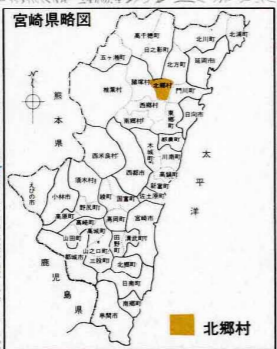 宮崎県略図
高千穂町
日之影町
北川町
北浦町
五ヶ瀬町
北方町
延岡市
諸塚村
北郷村
門川町
椎葉村
西郷村
東郷町
日向市
南郷村
都農町
木城町
川南町
西米良村
西都市
高鍋町
新富町
佐土原町
えびの市
小林市
須木村
綾町
国富町
高原町
野尻町
高岡町
宮崎市
高崎町
高城町
山田町
田野町
清武町
山之口町
都城市
三股町
北郷町
日南市
南郷町
串間市
熊本県
鹿児島県
太平洋
N
北郷村